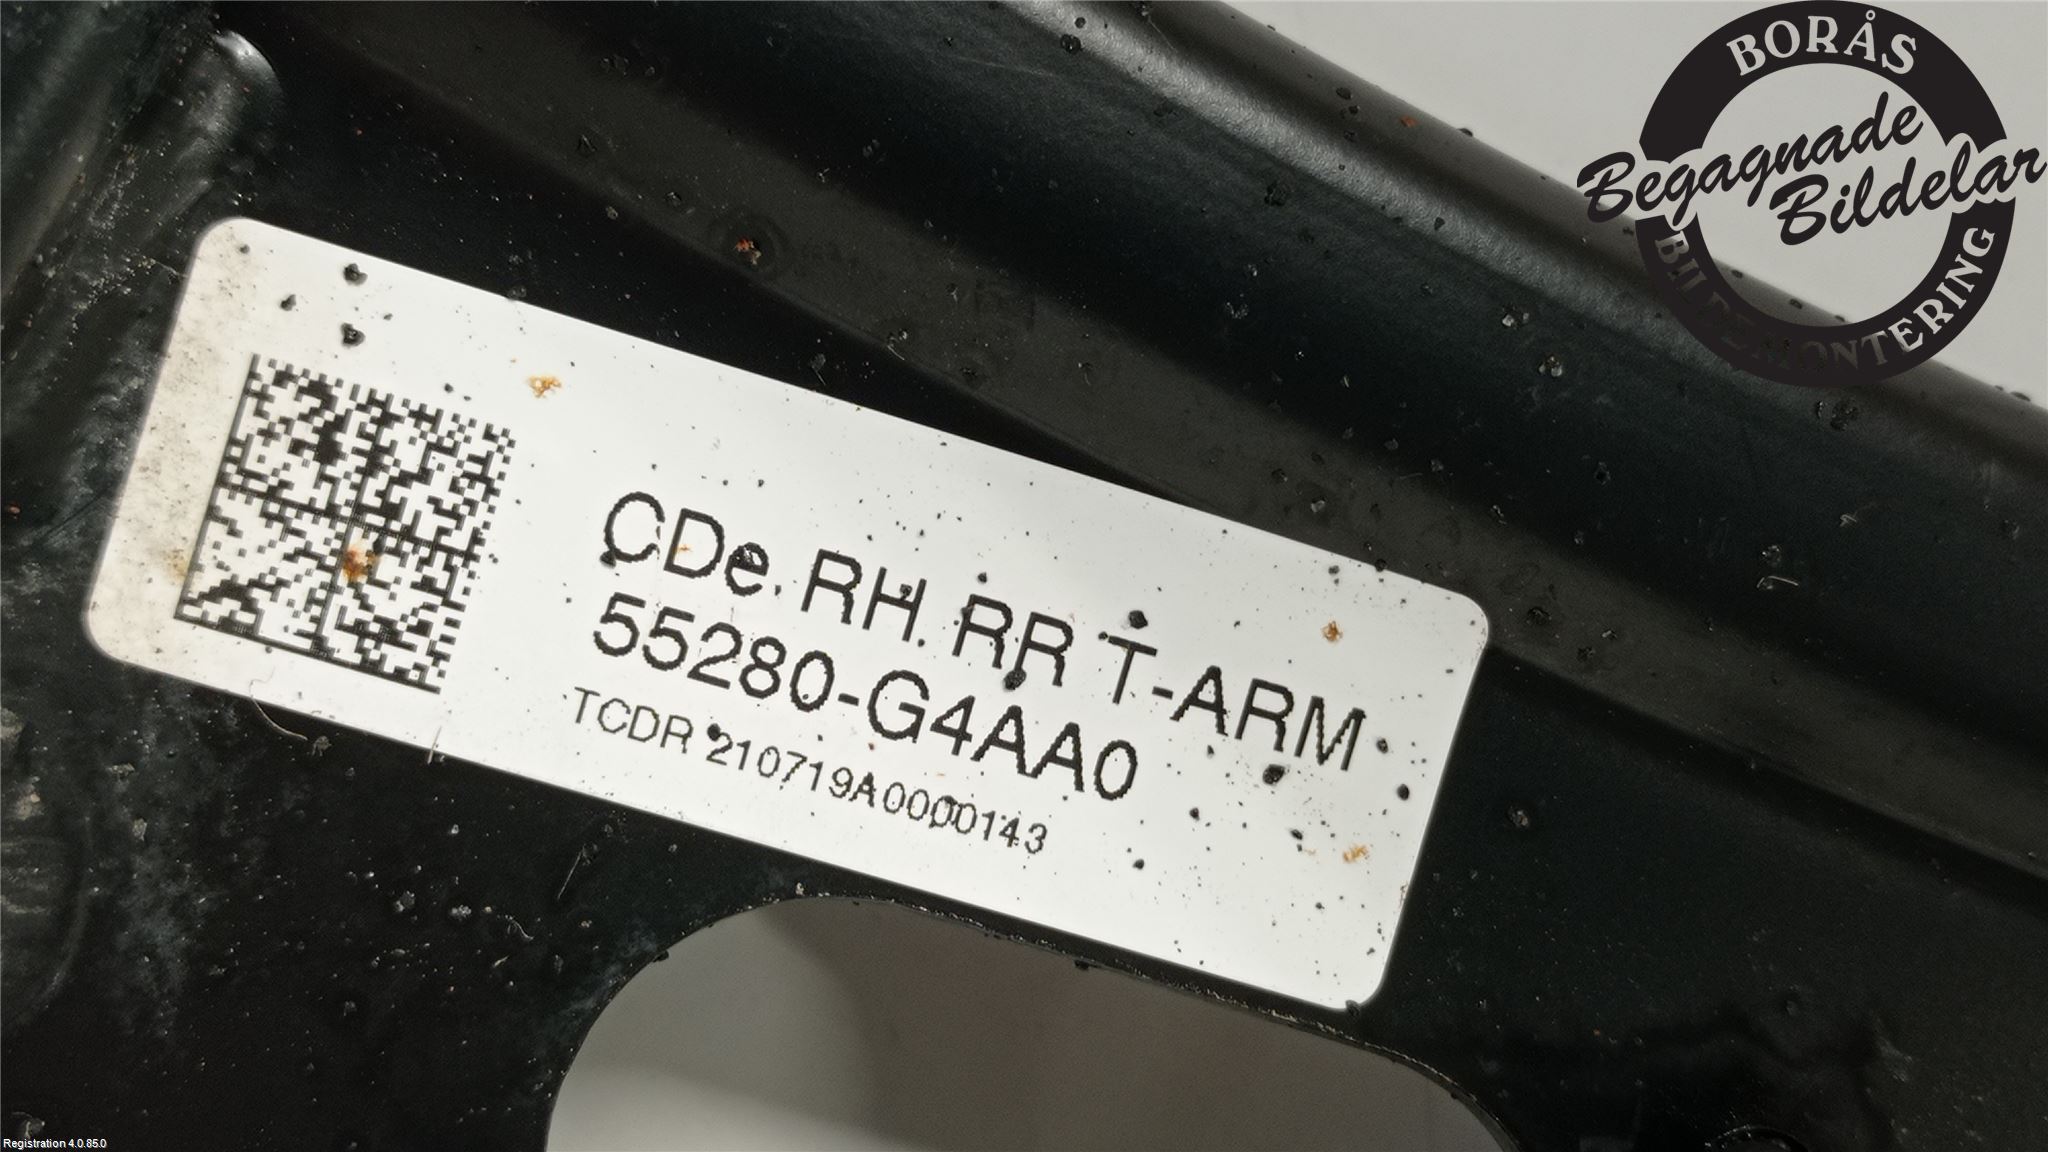 BORÅS
Begagnade
Bildelar
BILDEMONTERING
CDe. RH. RR T-ARM
55280-G4AA0
TCDR 210719A0000143
Registration 4.0.85.0